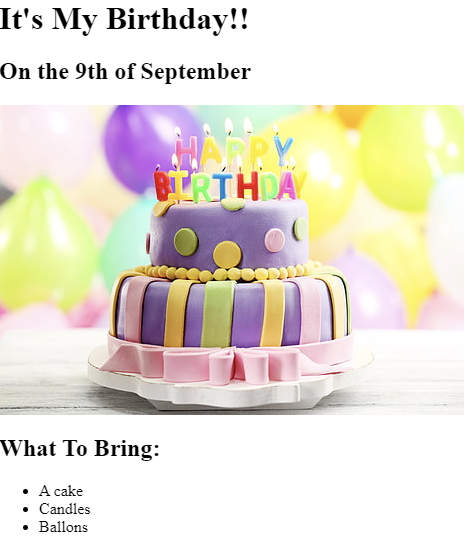 It's My Birthday!!
On the 9th of September
HAPPY
BIRTHDAY
What To Bring:
A cake
Candles
Ballons